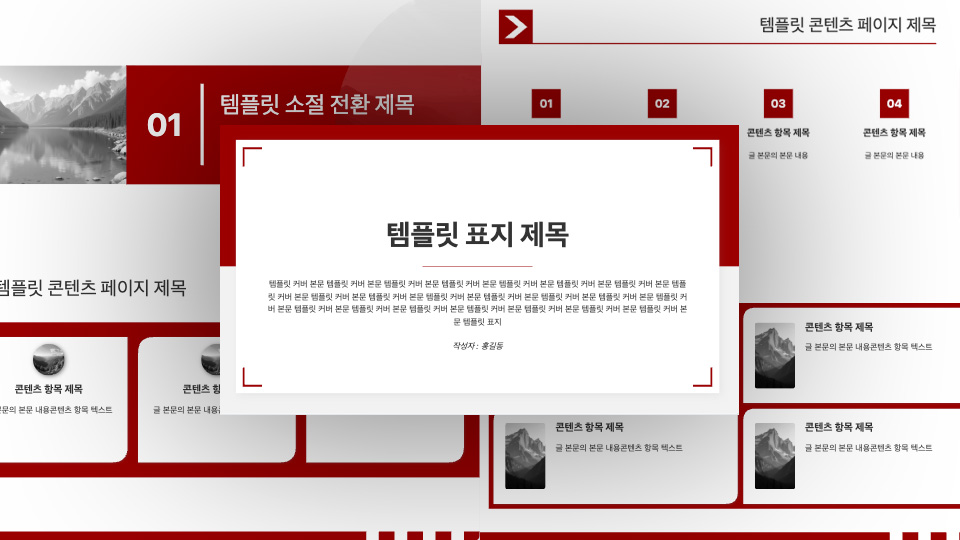 템플릿 콘텐츠 페이지 제목
01
템플릿 소절 전환 제목
01
02
03
04
콘텐츠 항목 제목
콘텐츠 항목 제목
글 본문의 본문 내용
글 본문의 본문 내용
템플릿 표지 제목
템플릿 커버 본문 템플릿 커버 본문 템플릿 커버 본문 템플릿 커버 본문 템플릿 커버 본문 템플릿 커버 본문 템플릿 커버 본문 템플
릿 커버 본문 템플릿 커버 본문 템플릿 커버 본문 템플릿 커버 본문 템플릿 커버 본문 템플릿 커버 본문 템플릿 커버 본문 템플릿 커
버 본문 템플릿 커버 본문 템플릿 커버 본문 템플릿 커버 본문 템플릿 커버 본문 템플릿 커버 본문 템플릿 커버 본문 템플릿 커버 본
문 템플릿 표지
작성자 : 홍길동
템플릿 콘텐츠 페이지 제목
콘텐츠 항목 제목
본문의 본문 내용콘텐츠 항목 텍스트
콘텐츠 항
글 본문의 본문 내용
콘텐츠 항목 제목
글 본문의 본문 내용콘텐츠 항목 텍스트
콘텐츠 항목 제목
글 본문의 본문 내용콘텐츠 항목 텍스트
콘텐츠 항목 제목
글 본문의 본문 내용콘텐츠 항목 텍스트